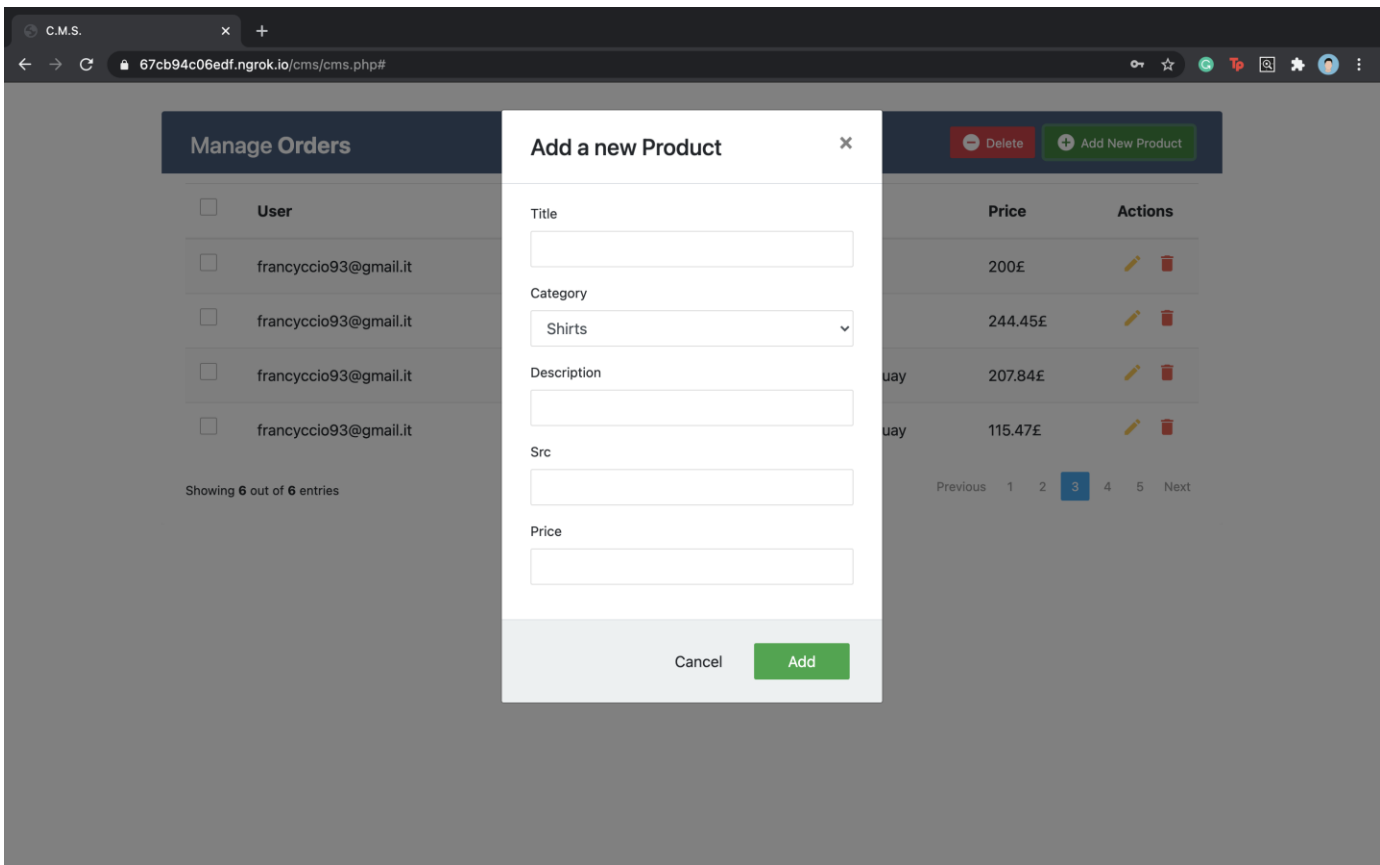 C.M.S.
67cb94c06edf.ngrok.io/cms/cms.php#
Manage Orders
Delete
Add New Product
Add a new Product
User
Price
Actions
francyccio93@gmail.it
200£
francyccio93@gmail.it
244.45£
francyccio93@gmail.it
uay
207.84£
francyccio93@gmail.it
uay
115.47£
Showing 6 out of 6 entries
Previous 1 2 3 4 5 Next
Title
Category
Shirts
Description
Src
Price
Cancel
Add